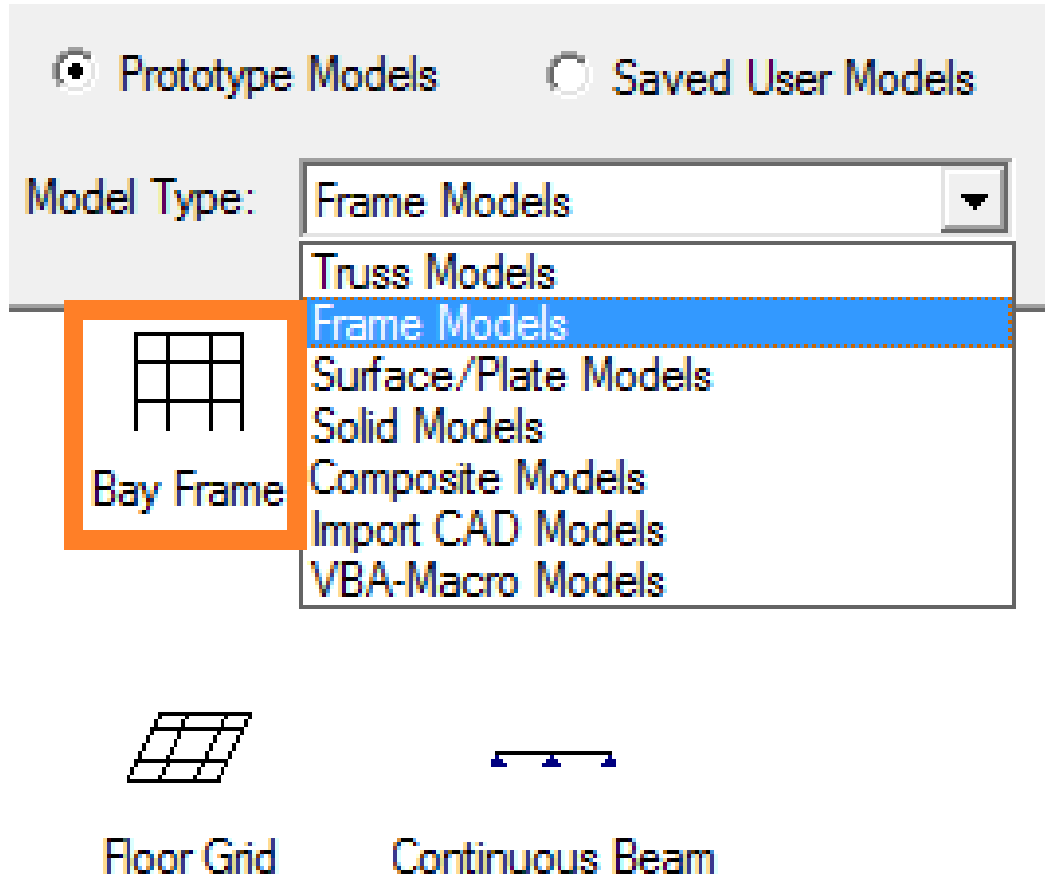 Prototype Models
Saved User Models
Model Type:
Frame Models
Truss Models
Frame Models
Surface/Plate Models
Solid Models
Composite Models
Import CAD Models
VBA-Macro Models
Bay Frame
Floor Grid
Continuous Beam